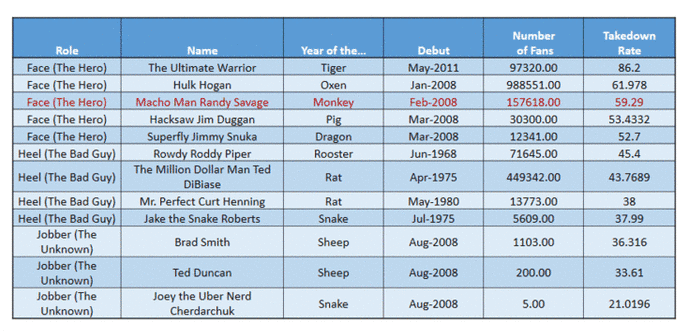 Role Name Year of the... Debut Number of Fans Takedown Rate
Face (The Hero) The Ultimate Warrior Tiger May-2011 97320.00 86.2
Face (The Hero) Hulk Hogan Oxen Jan-2008 988551.00 61.978
Face (The Hero) Macho Man Randy Savage Monkey Feb-2008 157618.00 59.29
Face (The Hero) Hacksaw Jim Duggan Pig Mar-2008 30300.00 53.4332
Face (The Hero) Superfly Jimmy Snuka Dragon Mar-2008 12341.00 52.7
Heel (The Bad Guy) Rowdy Roddy Piper Rooster Jun-1968 71645.00 45.4
Heel (The Bad Guy) The Million Dollar Man Ted DiBiase Rat Apr-1975 449342.00 43.7689
Heel (The Bad Guy) Mr. Perfect Curt Henning Rat May-1980 13773.00 38
Heel (The Bad Guy) Jake the Snake Roberts Snake Jul-1975 5609.00 37.99
Jobber (The Unknown) Brad Smith Sheep Aug-2008 1103.00 36.316
Jobber (The Unknown) Ted Duncan Sheep Aug-2008 200.00 33.61
Jobber (The Unknown) Joey the Uber Nerd Cherdarchuk Snake Aug-2008 5.00 21.0196